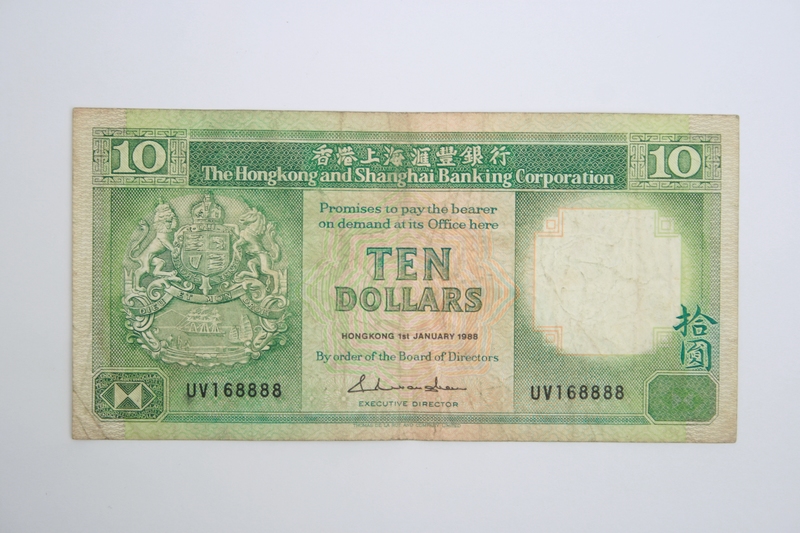 10 香港上海滙豐銀行 10
The Hongkong and Shanghai Banking Corporation
Promises to pay the bearer
on demand at its Office here
TEN
DOLLARS
HONGKONG 1st JANUARY 1988
By order of the Board of Directors
拾圓
UV168888
UV168888
EXECUTIVE DIRECTOR